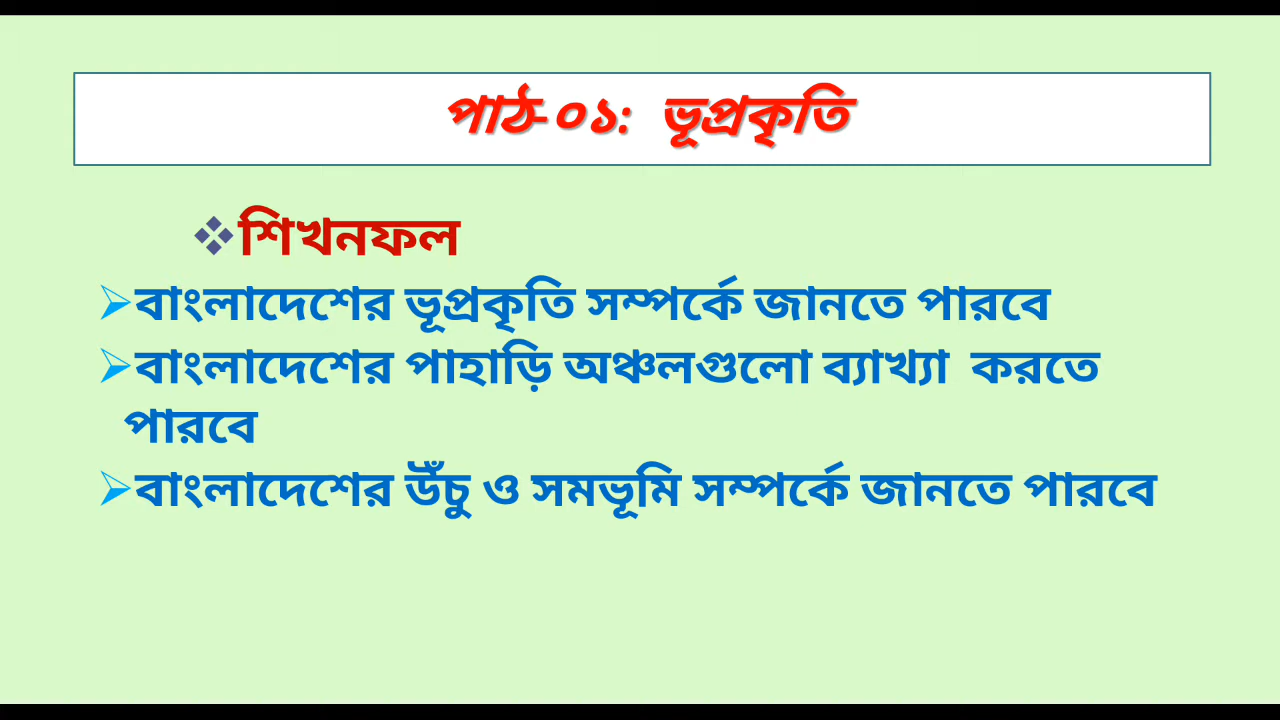 পাঠ-০১: ভূপ্রকৃতি
শিখনফল
বাংলাদেশের ভূপ্রকৃতি সম্পর্কে জানতে পারবে
বাংলাদেশের পাহাড়ি অঞ্চলগুলো ব্যাখ্যা করতে
পারবে
বাংলাদেশের উঁচু ও সমভূমি সম্পর্কে জানতে পারবে